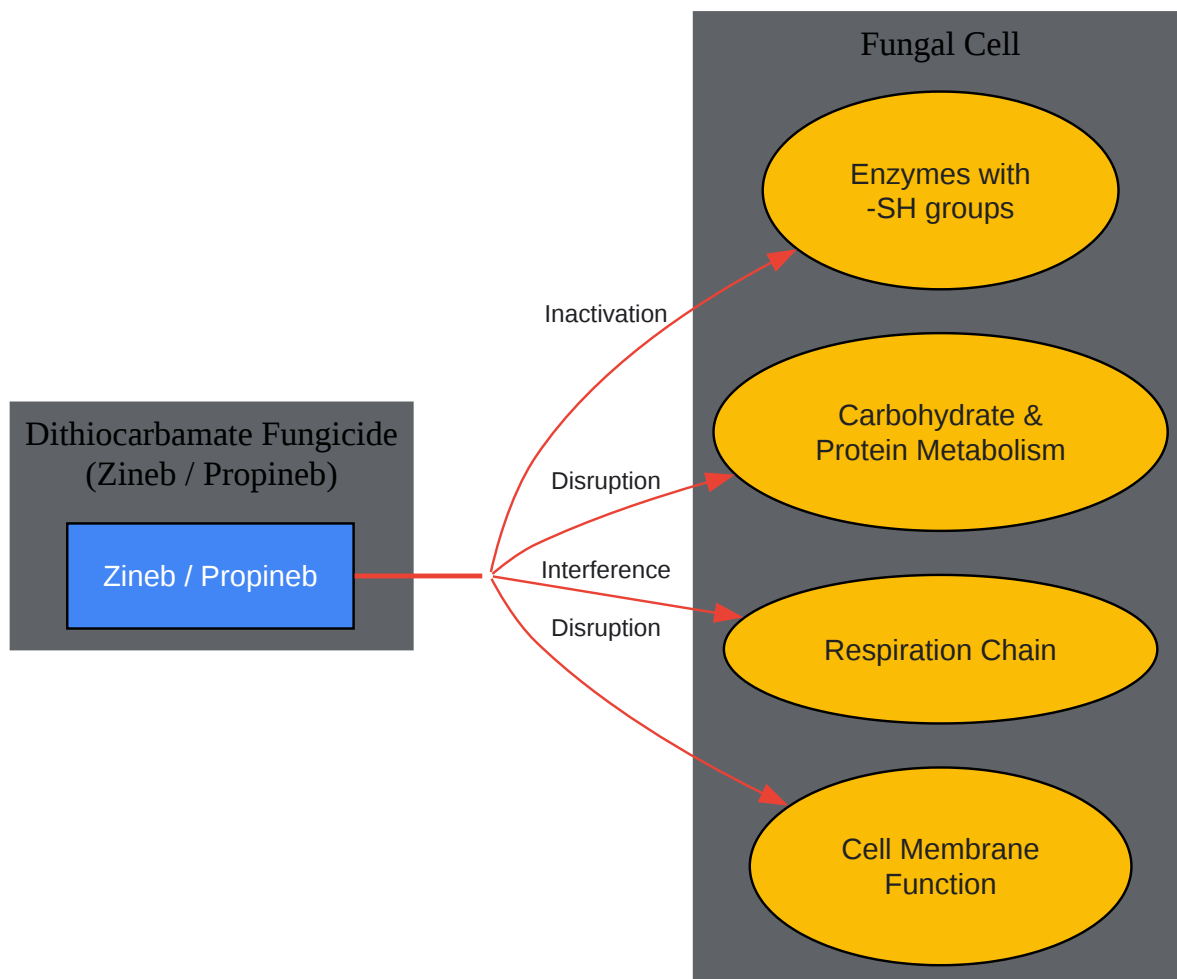 Dithiocarbamate Fungicide
(Zineb / Propineb)
Zineb / Propineb
Inactivation
Disruption
Interference
Disruption
Fungal Cell
Enzymes with
-SH groups
Carbohydrate &
Protein Metabolism
Respiration Chain
Cell Membrane
Function